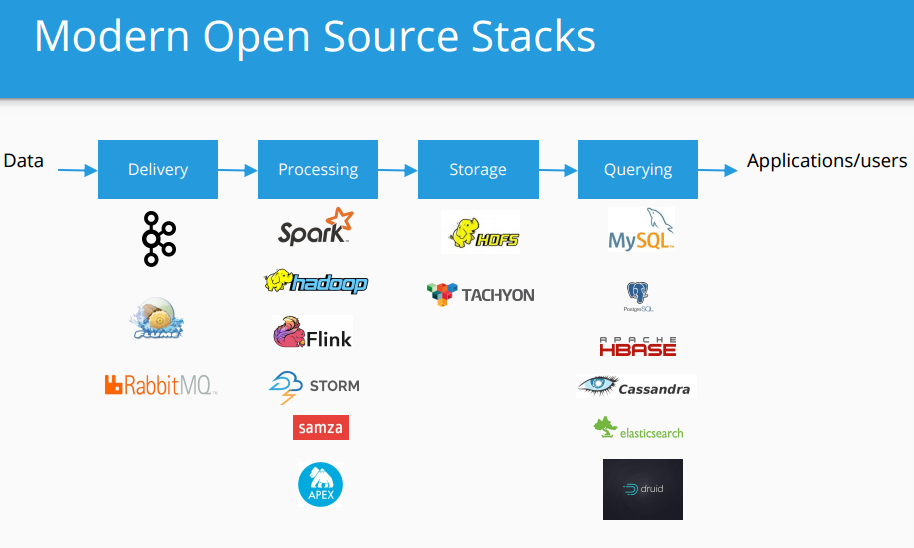 Modern Open Source Stacks
Data
Delivery
Processing
Storage
Querying
Applications/users
Spark
hadoop
Flink
STORM
samza
APEX
FLUME
RabbitMQ
HDFS
TACHYON
MySQL
PostgreSQL
APACHE
HBASE
Cassandra
elasticsearch
druid